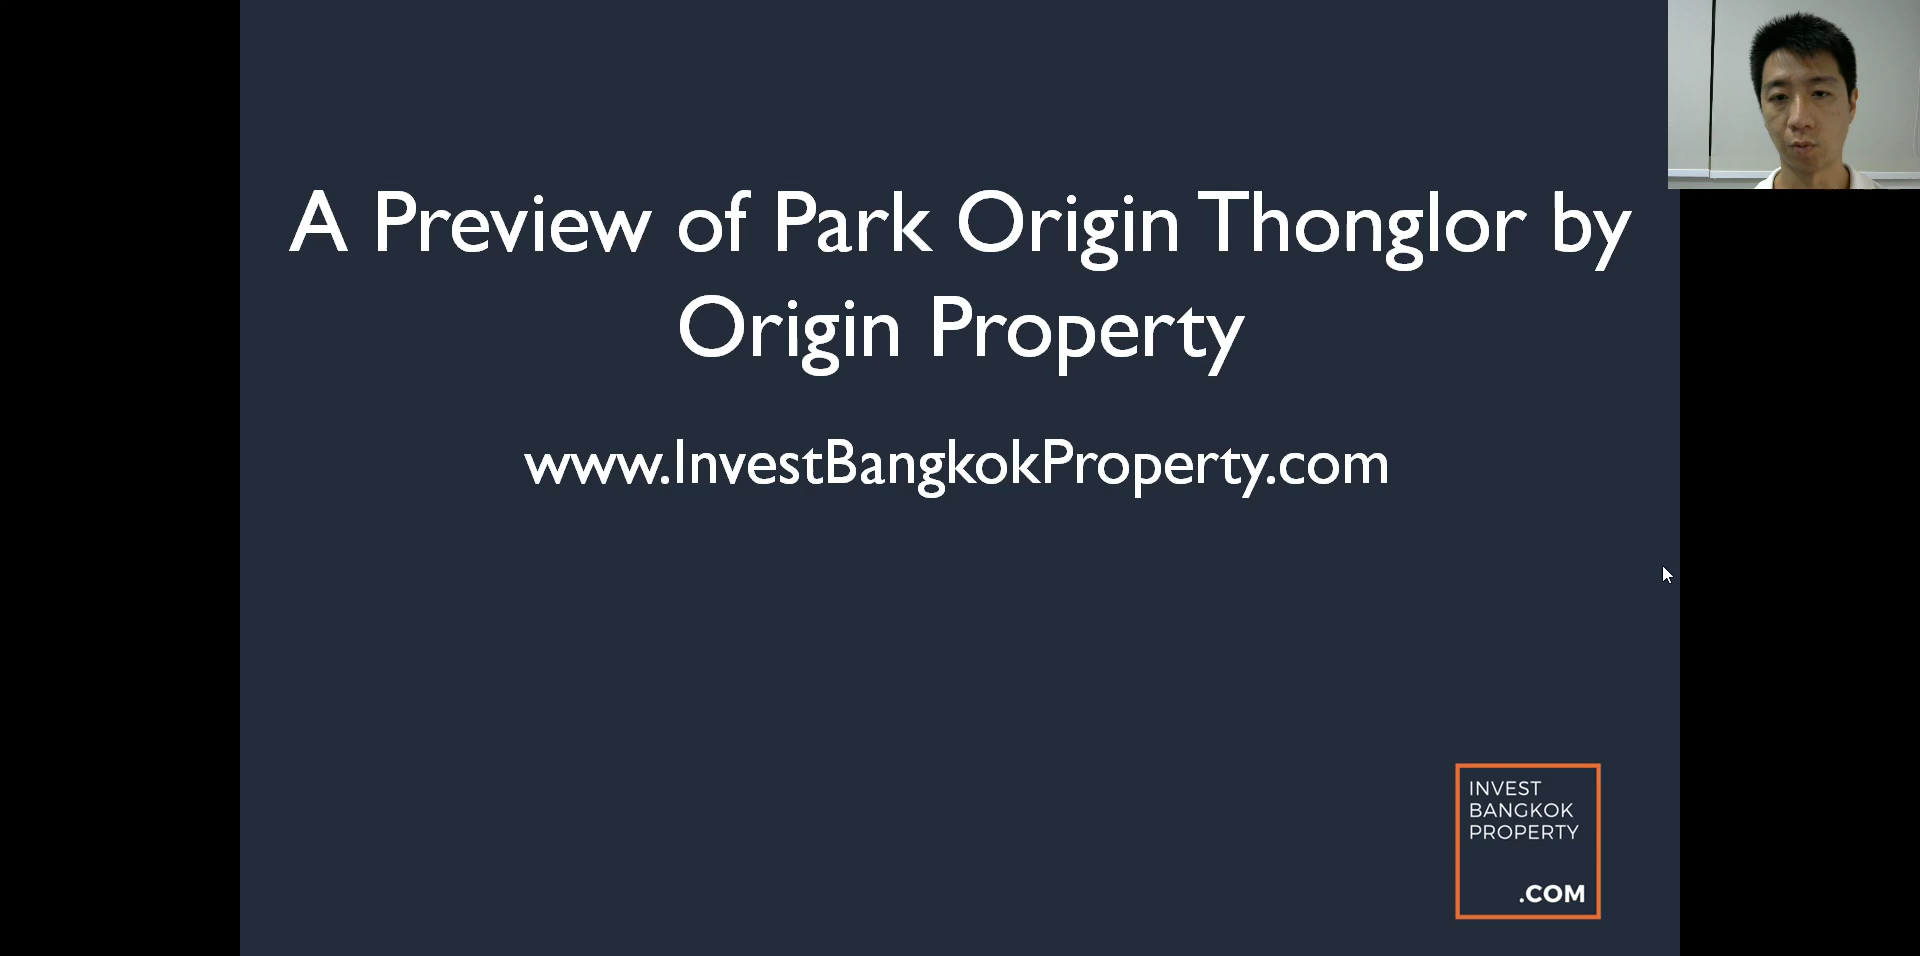 A Preview of Park Origin Thonglor by
Origin Property
www.InvestBangkokProperty.com
INVEST
BANGKOK
PROPERTY
.COM